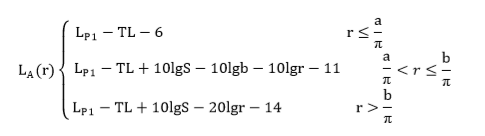 L_A(r) { L_P1 − TL − 6    r ≤ a/π
L_P1 − TL + 10lgS − 10lgb − 10lgr − 11    a/π < r ≤ b/π
L_P1 − TL + 10lgS − 20lgr − 14    r > b/π